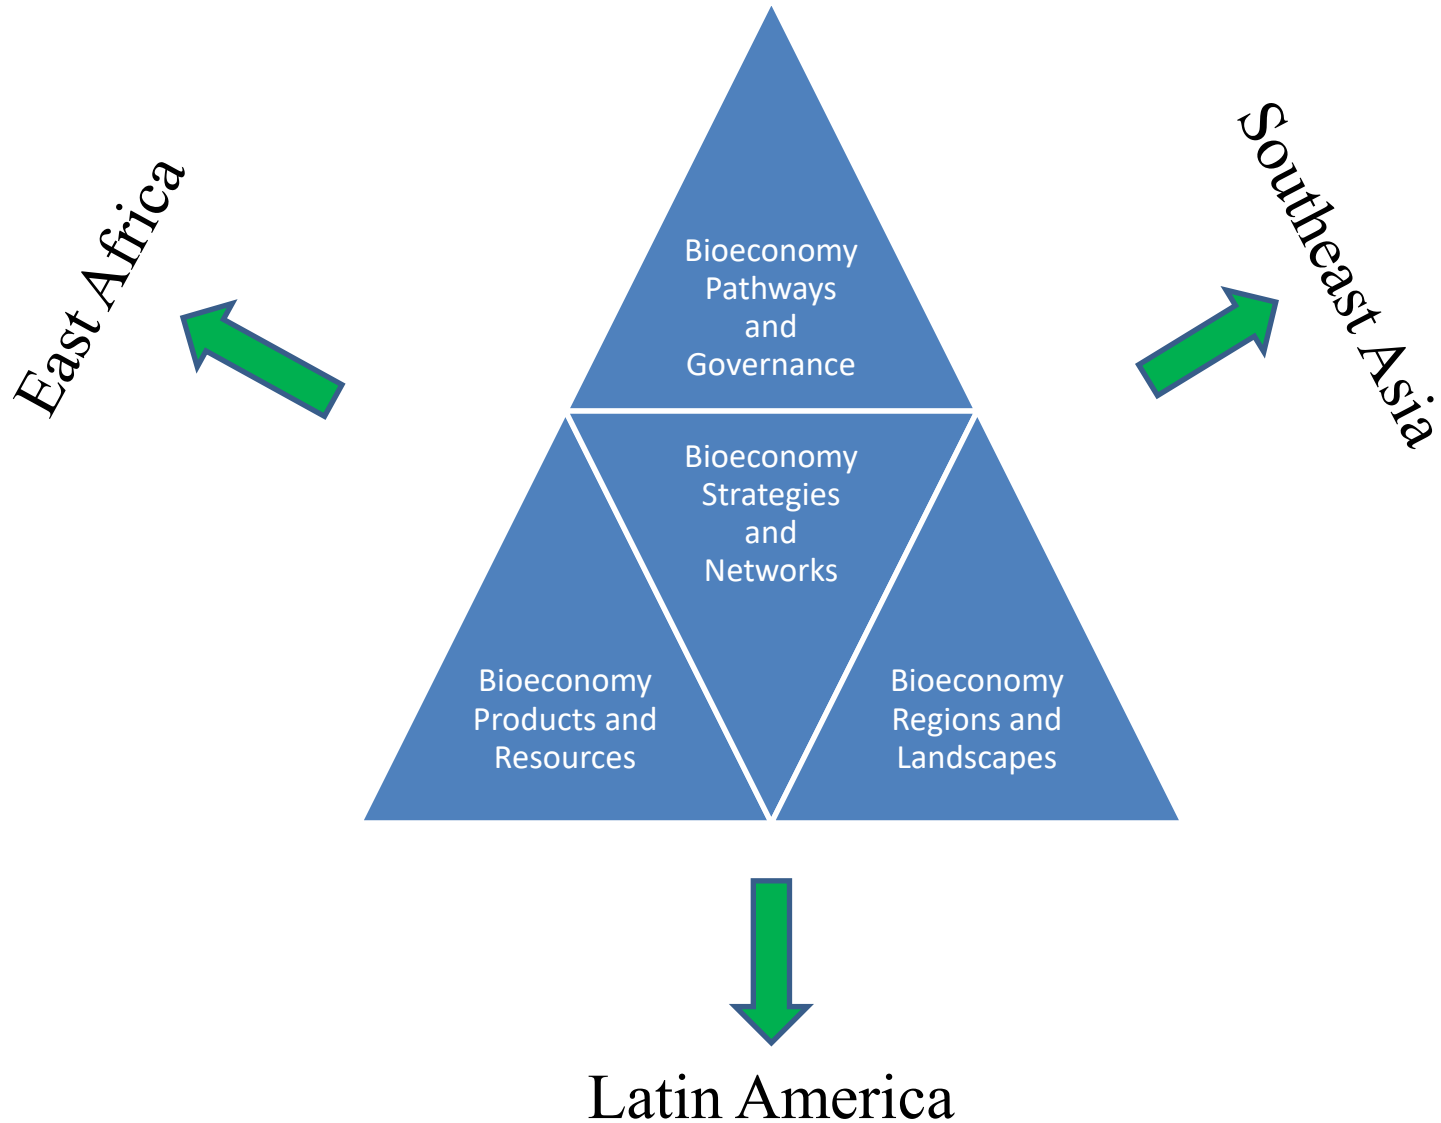 Bioeconomy
Pathways
and
Governance
East Africa
Southeast Asia
Bioeconomy
Strategies
and
Networks
Bioeconomy
Products and
Resources
Bioeconomy
Regions and
Landscapes
Latin America